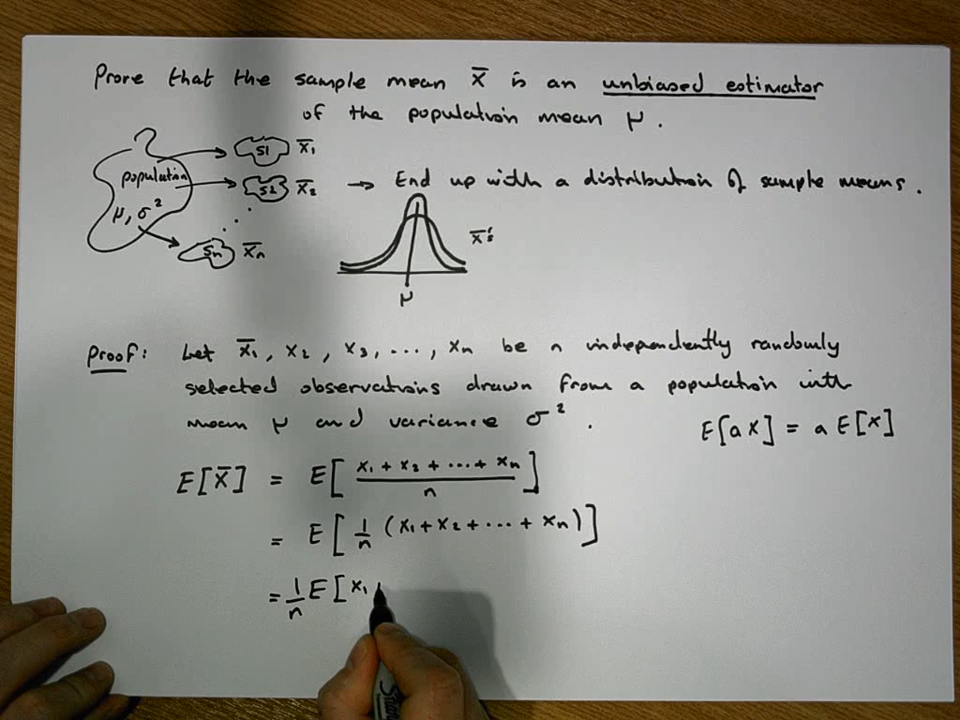 Prove that the sample mean X̄ is an unbiased estimator
of the population mean μ.
population
μ, σ²
S1 X̄₁
S2 X̄₂
Sn X̄n
→ End up with a distribution of sample means.
X̄'s
μ
Proof: Let X̄₁, X₂, X₃, ..., Xn be n independently randomly
selected observations drawn from a population with
mean μ and variance σ².
E[aX] = a E[X]
E[X̄] = E[(X₁ + X₂ + ... + Xn)/n]
= E[1/n (X₁ + X₂ + ... + Xn)]
= 1/n E[X₁